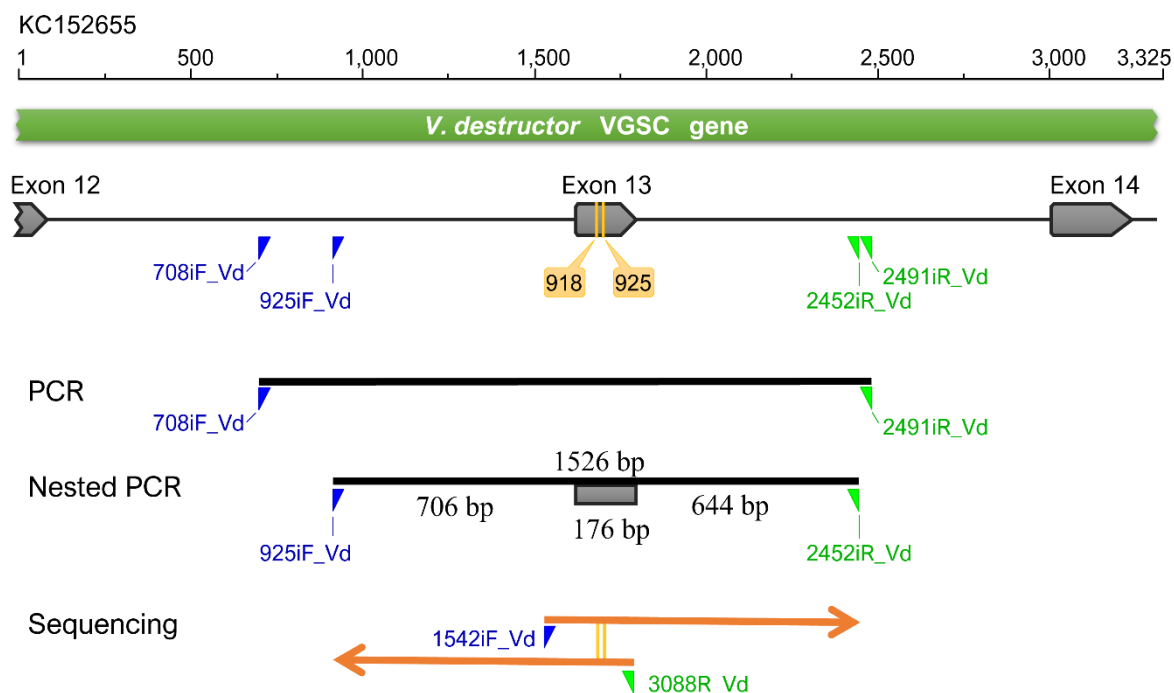 KC152655
1 500 1,000 1,500 2,000 2,500 3,000 3,325
V. destructor VGSC gene
Exon 12 Exon 13 Exon 14
708iF_Vd 918 925 2491iR_Vd
925iF_Vd 2452iR_Vd
PCR
708iF_Vd 2491iR_Vd
1526 bp
Nested PCR
706 bp 644 bp
176 bp
925iF_Vd 2452iR_Vd
Sequencing
1542iF_Vd
3088R_Vd